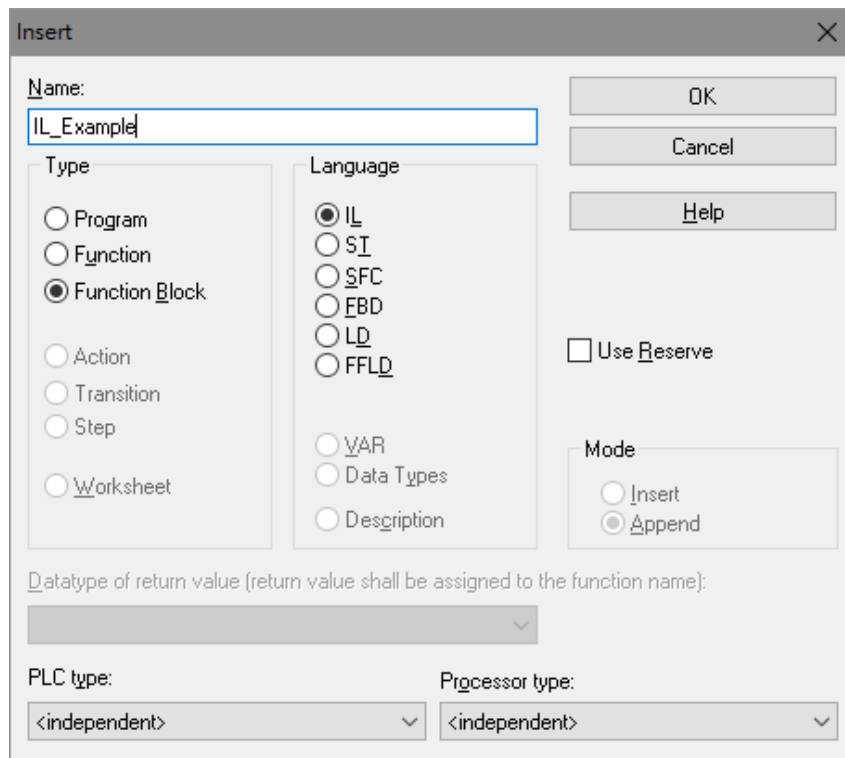 Insert
Name:
IL_Example
OK
Cancel
Help
Type
Program
Function
Function Block
Action
Transition
Step
Worksheet
Language
IL
ST
SFC
FBD
LD
FFLD
VAR
Data Types
Description
Use Reserve
Mode
Insert
Append
Datatype of return value (return value shall be assigned to the function name):
PLC type:
<independent>
Processor type:
<independent>